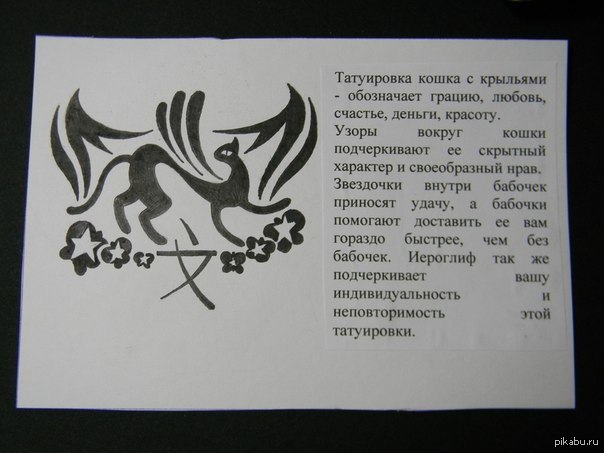 Татуировка кошка с крыльями
- обозначает грацию, любовь,
счастье, деньги, красоту.
Узоры вокруг кошки
подчеркивают ее скрытный
характер и своеобразный нрав.
Звездочки внутри бабочек
приносят удачу, а бабочки
помогают доставить ее вам
гораздо быстрее, чем без
бабочек. Иероглиф так же
подчеркивает вашу
индивидуальность и
неповторимость этой
татуировки.
文
pikabu.ru